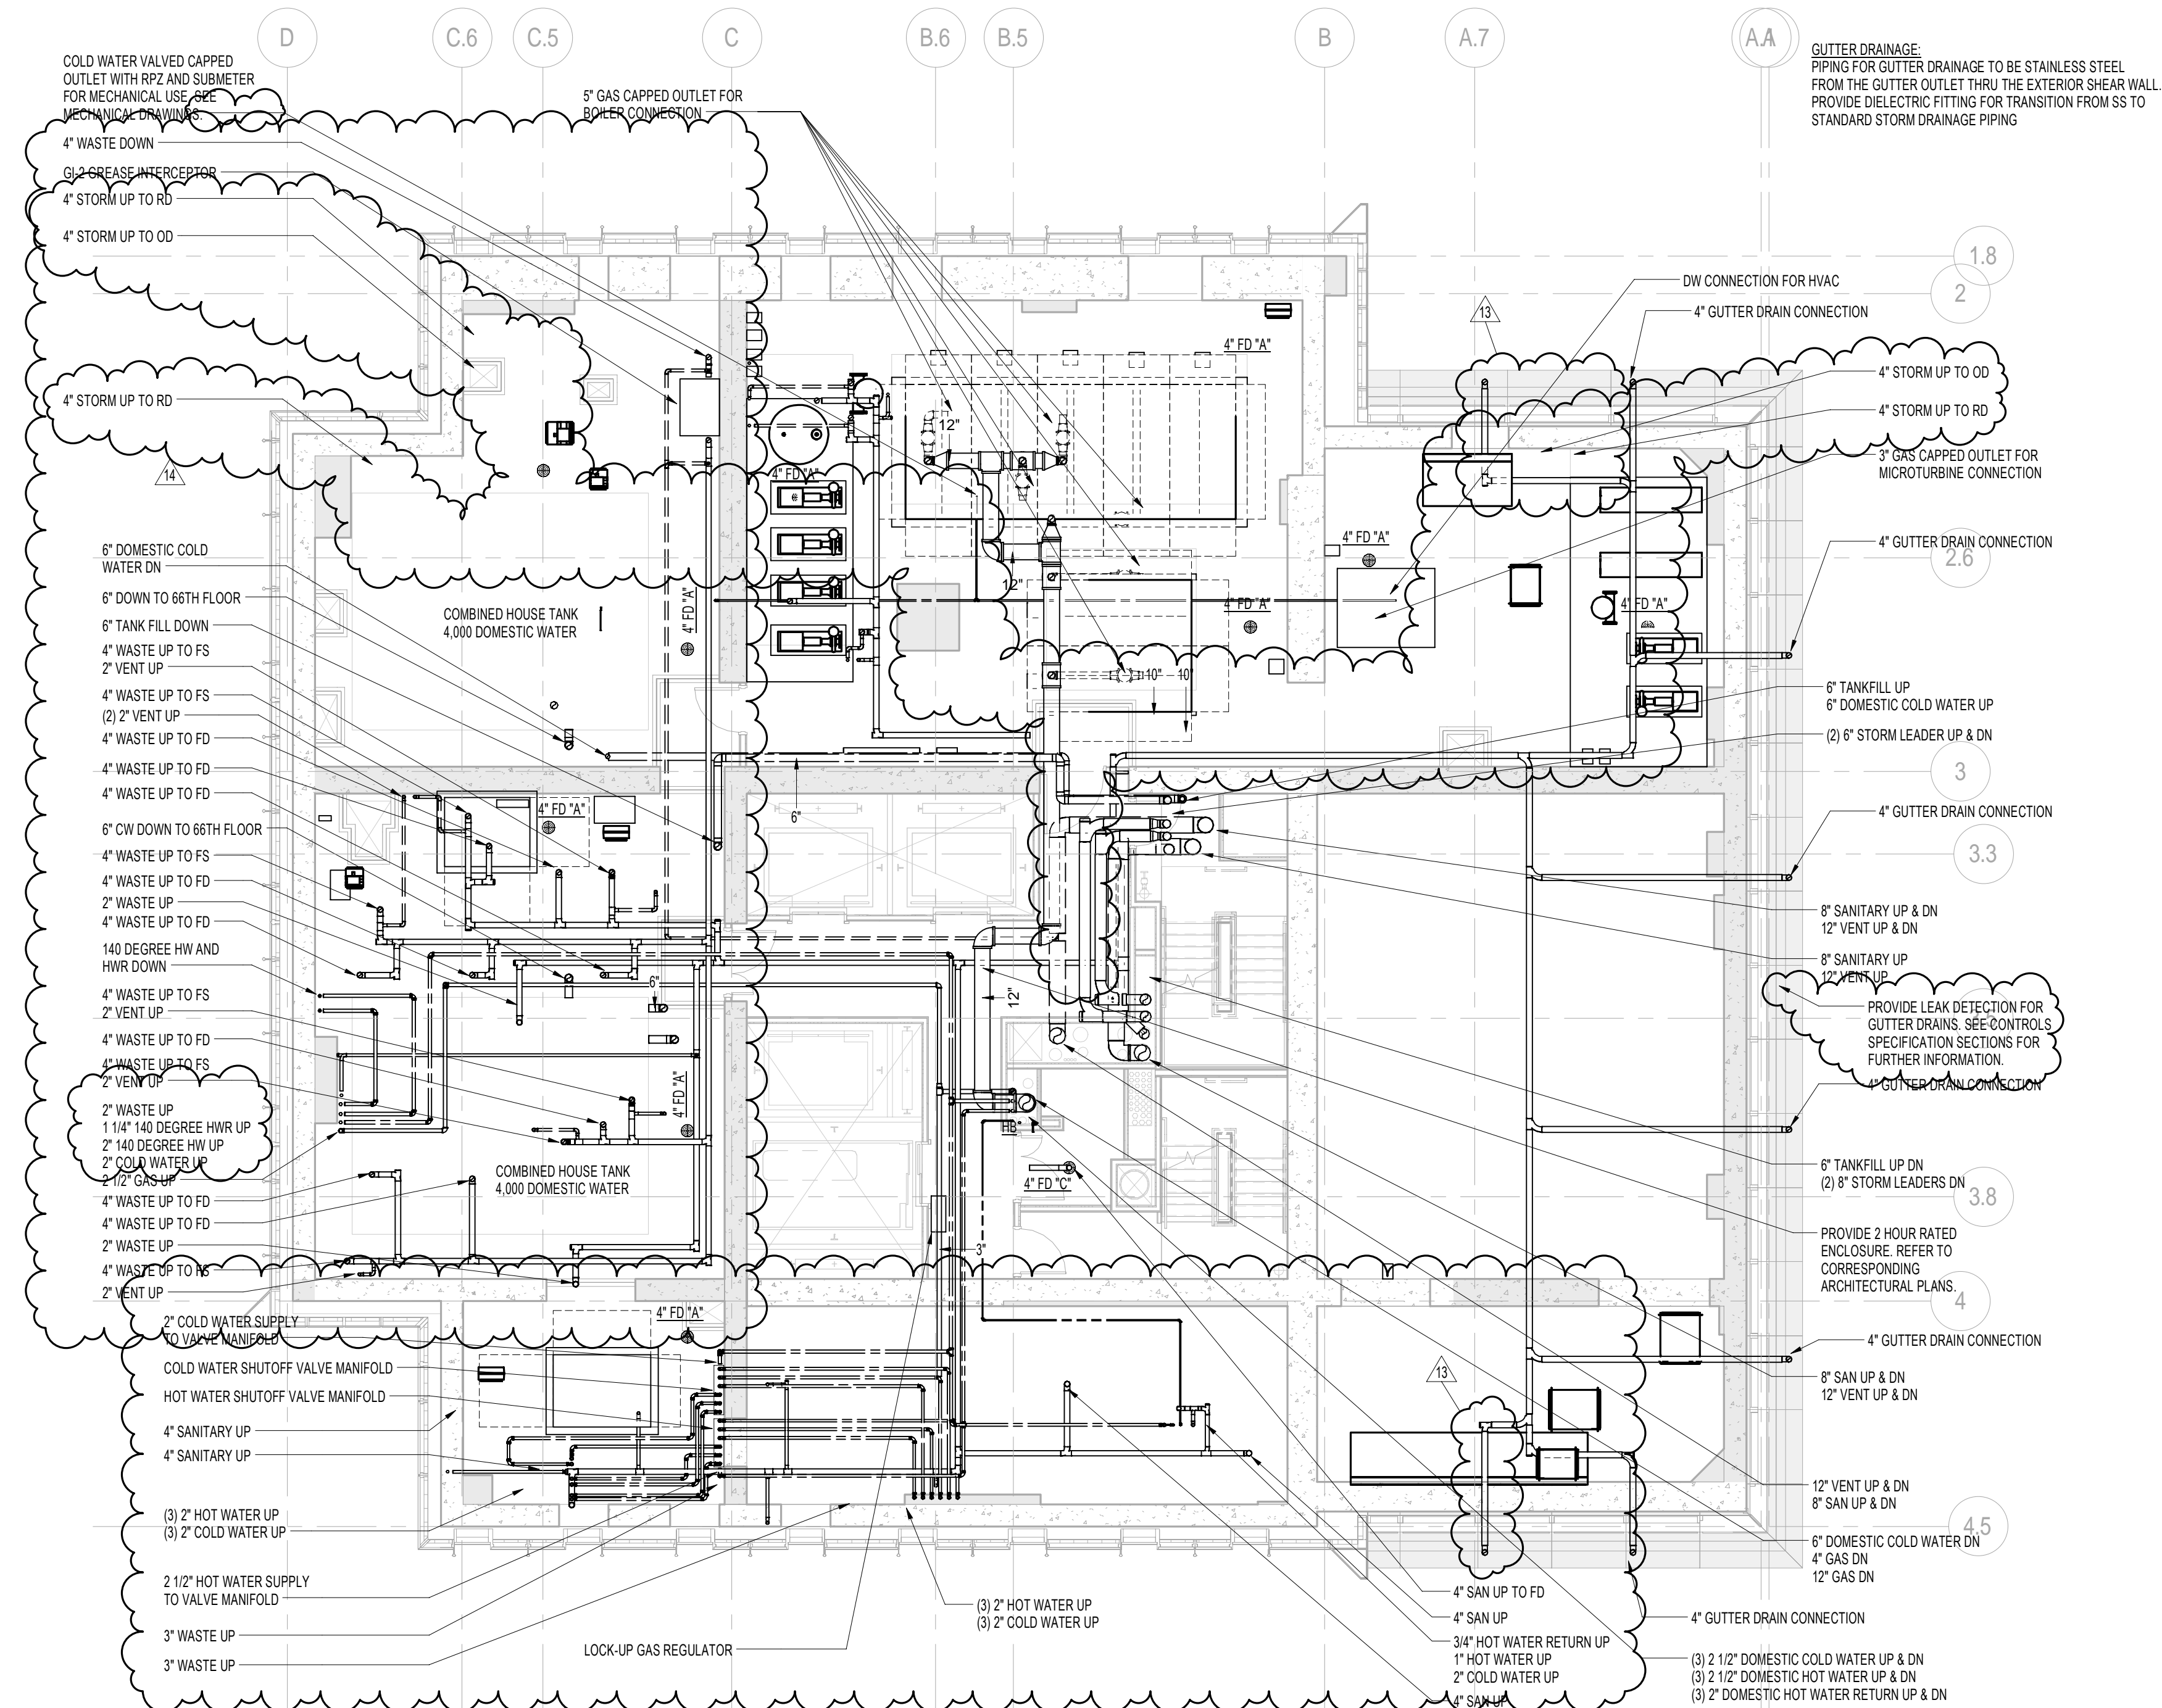 D
C.6
C.5
C
B.6
B.5
B
A.7
A.A
COLD WATER VALVED CAPPED
OUTLET WITH RPZ AND SUBMETER
FOR MECHANICAL USE, SEE
MECHANICAL DRAWINGS.
4" WASTE DOWN
GI-2 GREASE INTERCEPTOR
4" STORM UP TO RD
4" STORM UP TO OD
4" STORM UP TO RD
14
5" GAS CAPPED OUTLET FOR
BOILER CONNECTION
GUTTER DRAINAGE:
PIPING FOR GUTTER DRAINAGE TO BE STAINLESS STEEL
FROM THE GUTTER OUTLET THRU THE EXTERIOR SHEAR WALL.
PROVIDE DIELECTRIC FITTING FOR TRANSITION FROM SS TO
STANDARD STORM DRAINAGE PIPING
1.8
2
DW CONNECTION FOR HVAC
13
4" GUTTER DRAIN CONNECTION
4" STORM UP TO OD
4" STORM UP TO RD
3" GAS CAPPED OUTLET FOR
MICROTURBINE CONNECTION
4" GUTTER DRAIN CONNECTION
2.6
4" FD "A"
12"
4" FD "A"
4" FD "A"
12"
4" FD "A"
4" FD "A"
4" FD "A"
10"
10"
6" DOMESTIC COLD
WATER DN
6" DOWN TO 66TH FLOOR
6" TANK FILL DOWN
4" WASTE UP TO FS
2" VENT UP
4" WASTE UP TO FS
(2) 2" VENT UP
4" WASTE UP TO FD
4" WASTE UP TO FD
4" WASTE UP TO FD
6" CW DOWN TO 66TH FLOOR
4" WASTE UP TO FS
4" WASTE UP TO FD
2" WASTE UP
4" WASTE UP TO FD
140 DEGREE HW AND
HWR DOWN
4" WASTE UP TO FS
2" VENT UP
4" WASTE UP TO FD
4" WASTE UP TO FS
2" VENT UP
2" WASTE UP
1 1/4" 140 DEGREE HWR UP
2" 140 DEGREE HW UP
2" COLD WATER UP
2 1/2" GAS UP
4" WASTE UP TO FD
4" WASTE UP TO FD
2" WASTE UP
4" WASTE UP TO FS
2" VENT UP
COMBINED HOUSE TANK
4,000 DOMESTIC WATER
4" FD "A"
6"
6"
12"
4" FD "A"
COMBINED HOUSE TANK
4,000 DOMESTIC WATER
HB
4" FD "C"
3"
4" FD "A"
6" TANKFILL UP
6" DOMESTIC COLD WATER UP
(2) 6" STORM LEADER UP & DN
3
4" GUTTER DRAIN CONNECTION
3.3
8" SANITARY UP & DN
12" VENT UP & DN
8" SANITARY UP
12" VENT UP
PROVIDE LEAK DETECTION FOR
GUTTER DRAINS. SEE CONTROLS
SPECIFICATION SECTIONS FOR
FURTHER INFORMATION.
4" GUTTER DRAIN CONNECTION
6" TANKFILL UP DN
(2) 8" STORM LEADERS DN
3.8
PROVIDE 2 HOUR RATED
ENCLOSURE. REFER TO
CORRESPONDING
ARCHITECTURAL PLANS.
4
4" GUTTER DRAIN CONNECTION
8" SAN UP & DN
12" VENT UP & DN
13
12" VENT UP & DN
8" SAN UP & DN
4.5
6" DOMESTIC COLD WATER DN
4" GAS DN
12" GAS DN
4" GUTTER DRAIN CONNECTION
(3) 2 1/2" DOMESTIC COLD WATER UP & DN
(3) 2 1/2" DOMESTIC HOT WATER UP & DN
(3) 2" DOMESTIC HOT WATER RETURN UP & DN
2" COLD WATER SUPPLY
TO VALVE MANIFOLD
COLD WATER SHUTOFF VALVE MANIFOLD
HOT WATER SHUTOFF VALVE MANIFOLD
4" SANITARY UP
4" SANITARY UP
(3) 2" HOT WATER UP
(3) 2" COLD WATER UP
2 1/2" HOT WATER SUPPLY
TO VALVE MANIFOLD
3" WASTE UP
3" WASTE UP
LOCK-UP GAS REGULATOR
(3) 2" HOT WATER UP
(3) 2" COLD WATER UP
4" SAN UP TO FD
4" SAN UP
3/4" HOT WATER RETURN UP
1" HOT WATER UP
2" COLD WATER UP
4" SAN UP